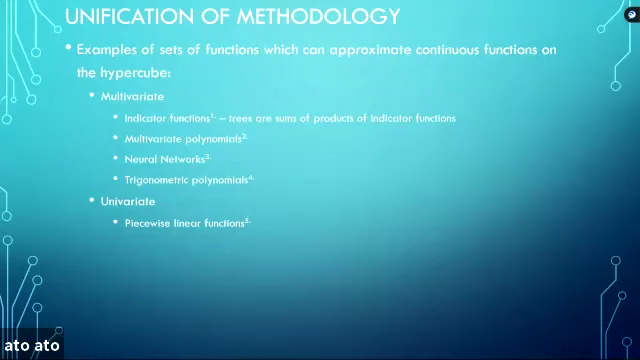 UNIFICATION OF METHODOLOGY
• Examples of sets of functions which can approximate continuous functions on
the hypercube:
• Multivariate
• Indicator functions1. – trees are sums of products of indicator functions
• Multivariate polynomials2.
• Neural Networks3.
• Trigonometric polynomials4.
• Univariate
• Piecewise linear functions5.
ato ato